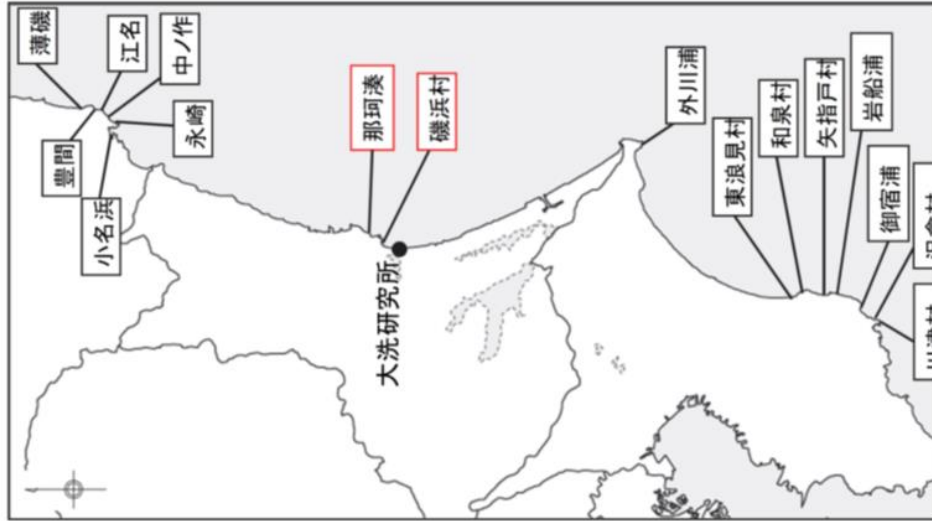 薄磯
豊間
江名
中ノ作
永崎
小名浜
那珂湊
磯浜村
大洗研究所
外川浦
東浪見村
和泉村
矢指戸村
岩船浦
御宿浦